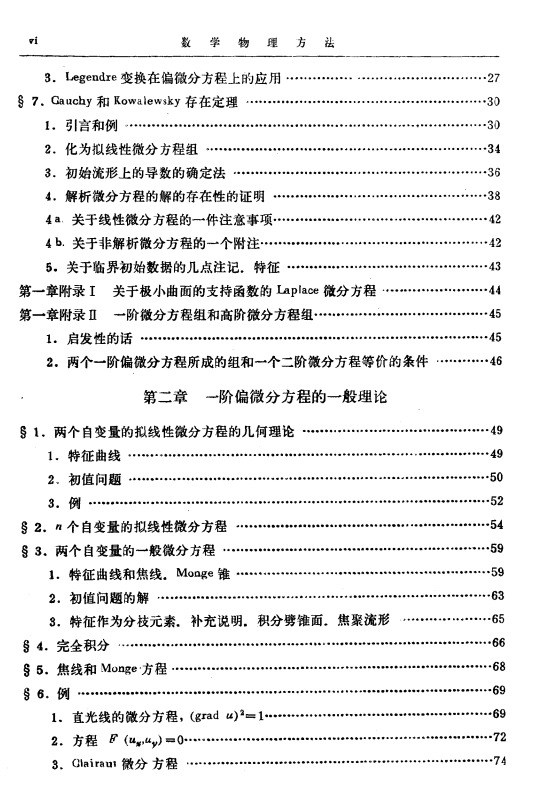 vi 数学物理方法
3. Legendre 变换在偏微分方程上的应用 ……27
§ 7. Gauchy 和 Kowalewsky 存在定理 ……30
1. 引言和例 ……30
2. 化为拟线性微分方程组 ……34
3. 初始流形上的导数的确定法 ……36
4. 解析微分方程的解的存在性的证明 ……38
4a. 关于线性微分方程的一件注意事项……42
4b. 关于非解析微分方程的一个附注……42
5. 关于临界初始数据的几点注记. 特征 ……43
第一章附录 I 关于极小曲面的支持函数的 Laplace 微分方程 ……44
第一章附录 II 一阶微分方程组和高阶微分方程组……45
1. 启发性的话 ……45
2. 两个一阶偏微分方程所成的组和一个二阶微分方程等价的条件 ……46
第二章 一阶偏微分方程的一般理论
§ 1. 两个自变量的拟线性微分方程的几何理论 ……49
1. 特征曲线 ……49
2. 初值问题 ……50
3. 例 ……52
§ 2. n 个自变量的拟线性微分方程 ……54
§ 3. 两个自变量的一般微分方程 ……59
1. 特征曲线和焦线. Monge 锥 ……59
2. 初值问题的解 ……63
3. 特征作为分枝元素. 补充说明. 积分劈锥面. 焦聚流形 ……65
§ 4. 完全积分 ……66
§ 5. 焦线和 Monge 方程 ……68
§ 6. 例 ……69
1. 直光线的微分方程, (grad u)²=1……69
2. 方程 F (uₓ,u_y)=0……72
3. Clairaut 微分方程 ……74